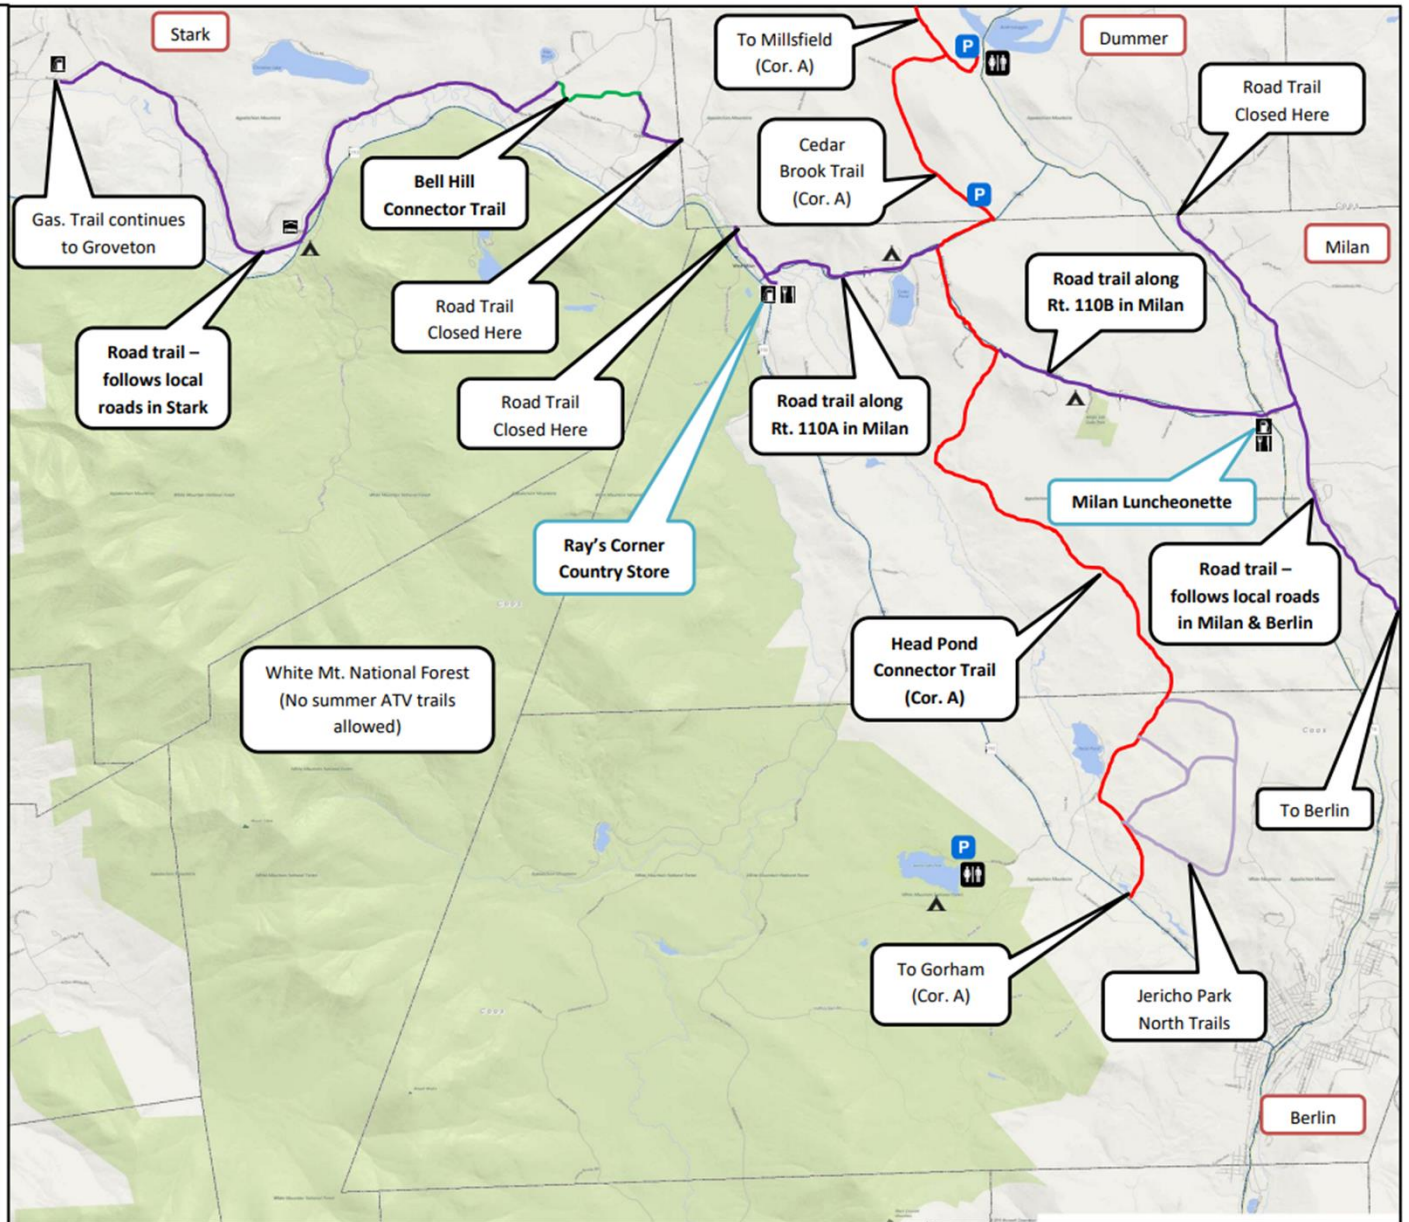 Stark
To Millsfield
(Cor. A)
P
Dummer
Road Trail
Closed Here
Cedar
Brook Trail
(Cor. A)
P
Bell Hill
Connector Trail
Gas. Trail continues
to Groveton
Milan
Road trail along
Rt. 110B in Milan
Road Trail
Closed Here
Road trail –
follows local
roads in Stark
Road Trail
Closed Here
Road trail along
Rt. 110A in Milan
Milan Luncheonette
Ray's Corner
Country Store
Road trail –
follows local roads
in Milan & Berlin
Head Pond
Connector Trail
(Cor. A)
White Mt. National Forest
(No summer ATV trails
allowed)
To Berlin
P
To Gorham
(Cor. A)
Jericho Park
North Trails
Berlin